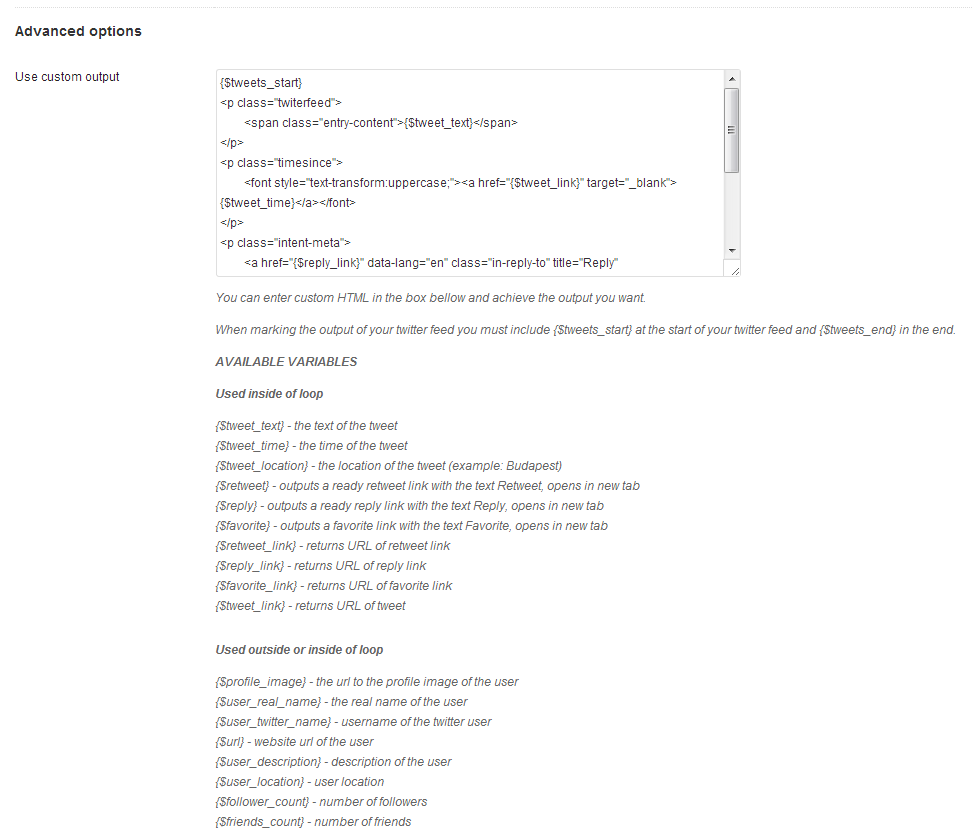 Advanced options
Use custom output
{$tweets_start}
<p class="twiterfeed">
<span class="entry-content">{$tweet_text}</span>
</p>
<p class="timesince">
<font style="text-transform:uppercase;"><a href="{$tweet_link}" target="_blank">
{$tweet_time}</a></font>
</p>
<p class="intent-meta">
<a href="{$reply_link}" data-lang="en" class="in-reply-to" title="Reply"
You can enter custom HTML in the box bellow and achieve the output you want.
When marking the output of your twitter feed you must include {$tweets_start} at the start of your twitter feed and {$tweets_end} in the end.
AVAILABLE VARIABLES
Used inside of loop
{$tweet_text} - the text of the tweet
{$tweet_time} - the time of the tweet
{$tweet_location} - the location of the tweet (example: Budapest)
{$retweet} - outputs a ready retweet link with the text Retweet, opens in new tab
{$reply} - outputs a ready reply link with the text Reply, opens in new tab
{$favorite} - outputs a favorite link with the text Favorite, opens in new tab
{$retweet_link} - returns URL of retweet link
{$reply_link} - returns URL of reply link
{$favorite_link} - returns URL of favorite link
{$tweet_link} - returns URL of tweet
Used outside or inside of loop
{$profile_image} - the url to the profile image of the user
{$user_real_name} - the real name of the user
{$user_twitter_name} - username of the twitter user
{$url} - website url of the user
{$user_description} - description of the user
{$user_location} - user location
{$follower_count} - number of followers
{$friends_count} - number of friends